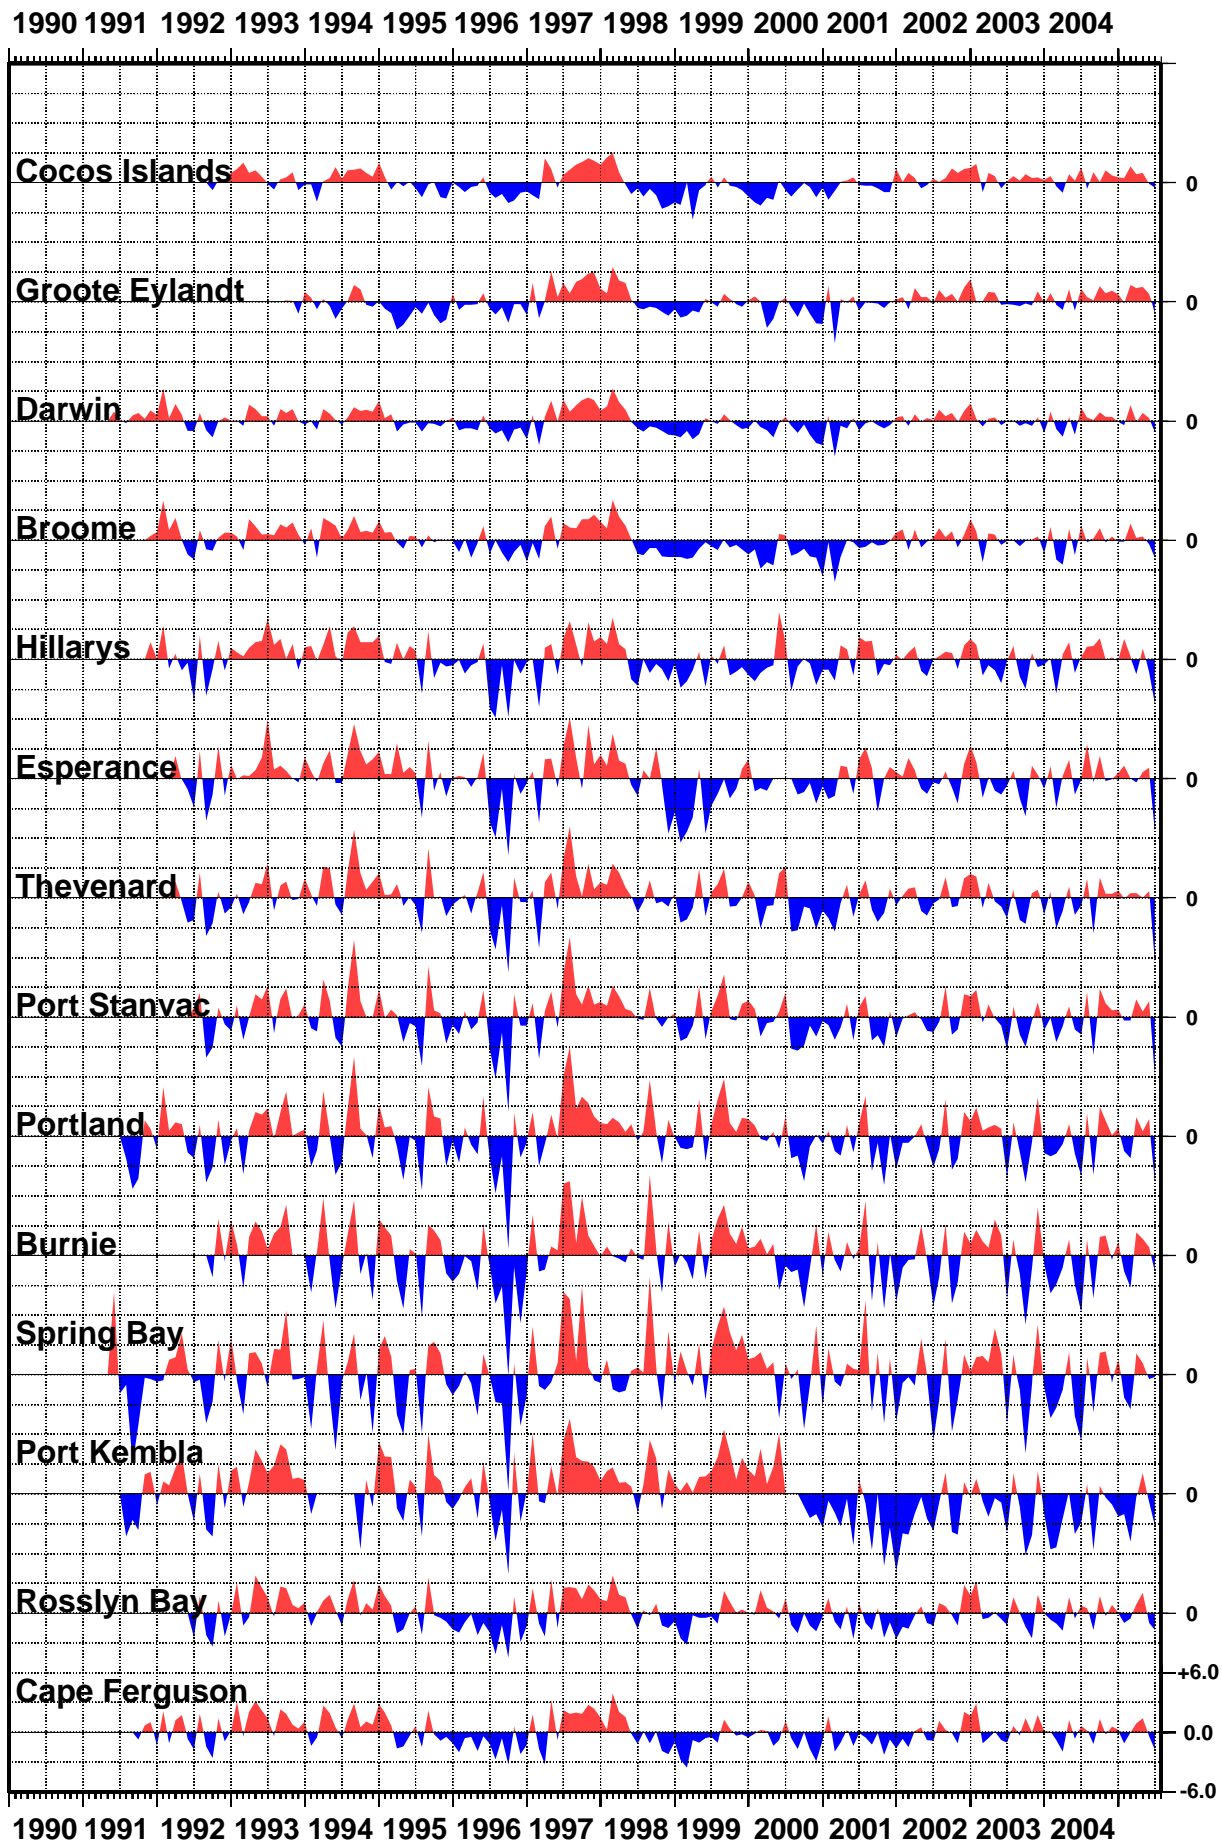 1990 1991 1992 1993 1994 1995 1996 1997 1998 1999 2000 2001 2002 2003 2004
Cocos Islands 0
Groote Eylandt 0
Darwin 0
Broome 0
Hillarys 0
Esperance 0
Thevenard 0
Port Stanvac 0
Portland 0
Burnie 0
Spring Bay 0
Port Kembla 0
Rosslyn Bay 0
+6.0
Cape Ferguson
0.0
-6.0
1990 1991 1992 1993 1994 1995 1996 1997 1998 1999 2000 2001 2002 2003 2004